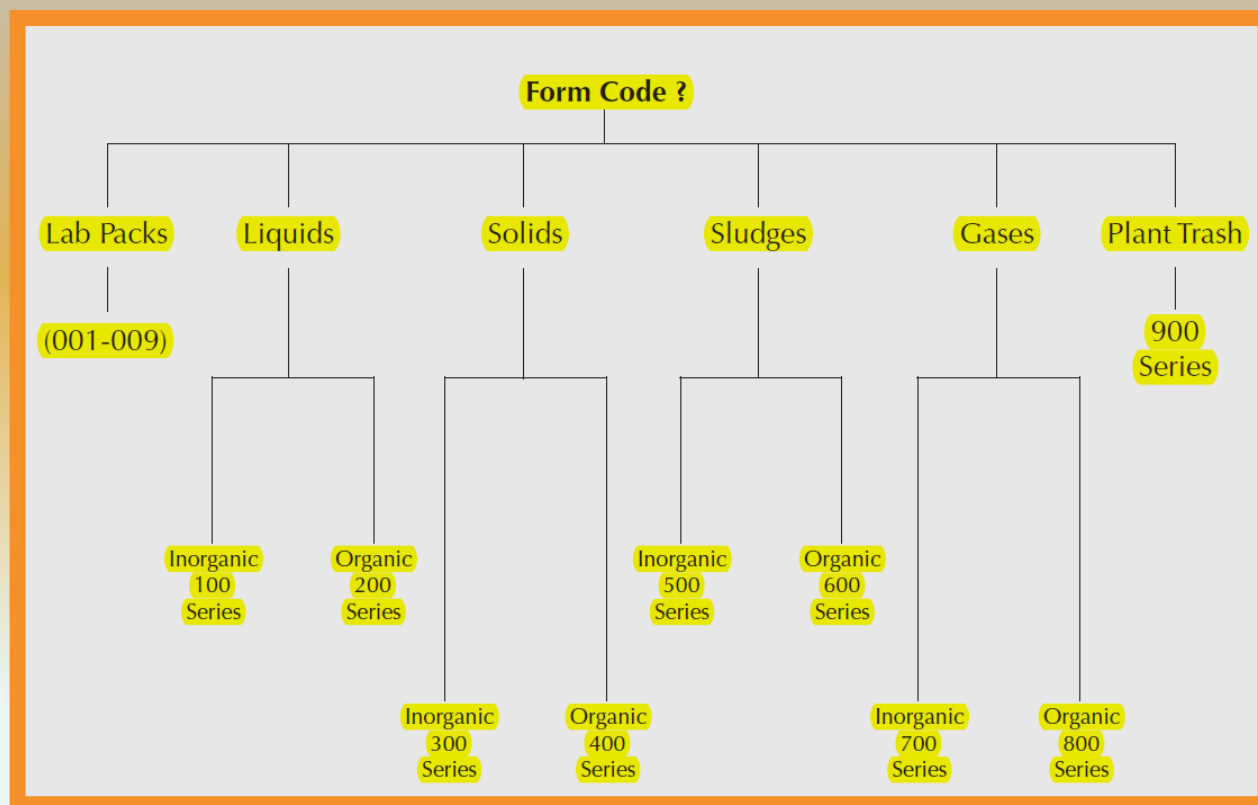 Form Code ?
Lab Packs
Liquids
Solids
Sludges
Gases
Plant Trash
(001-009)
900
Series
Inorganic
100
Series
Organic
200
Series
Inorganic
500
Series
Organic
600
Series
Inorganic
300
Series
Organic
400
Series
Inorganic
700
Series
Organic
800
Series